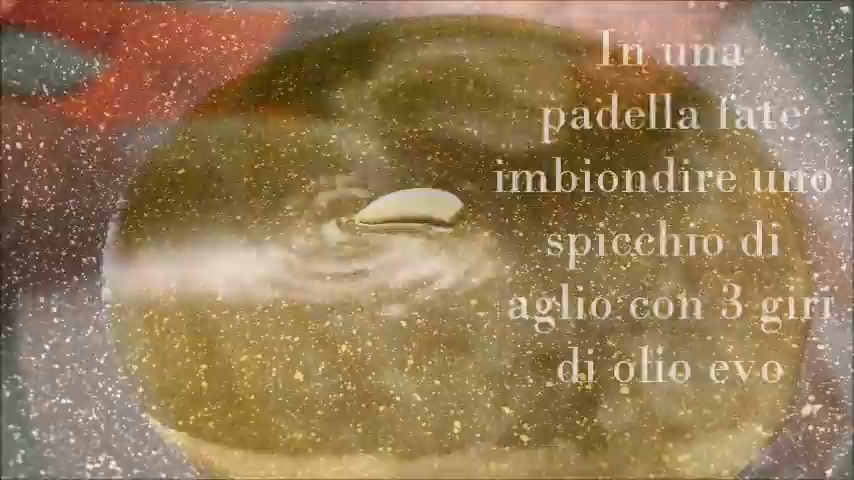 In una
padella fate
imbiondire uno
spicchio di
aglio con 3 giri
di olio evo